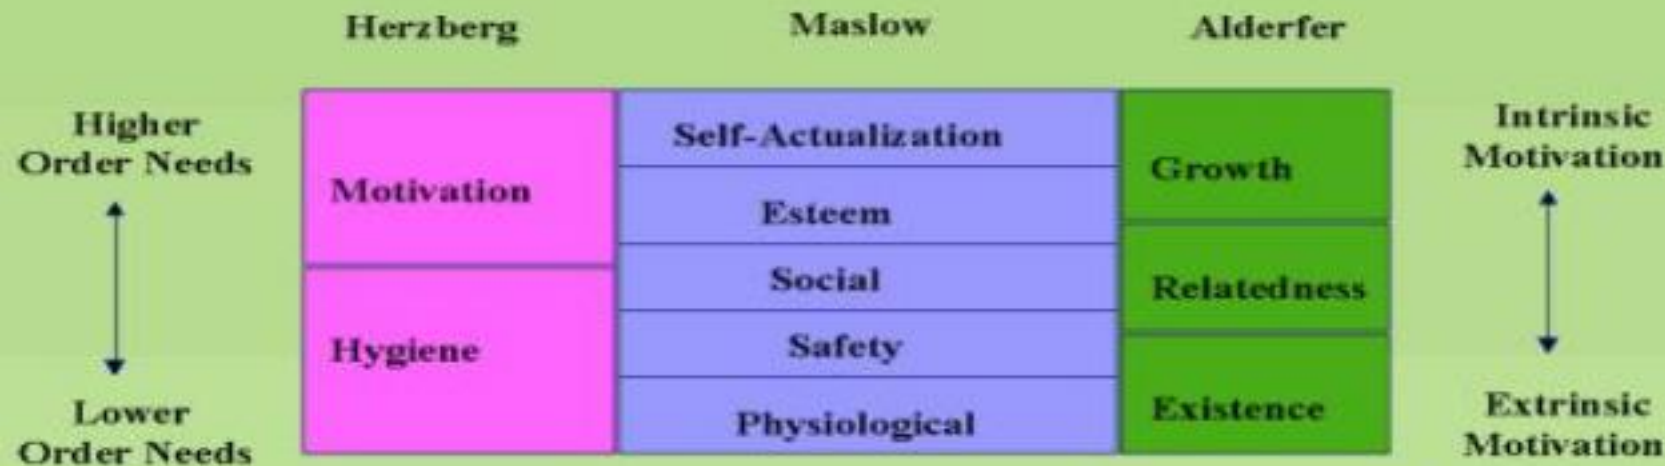 Herzberg
Maslow
Alderfer
Higher
Order Needs
Lower
Order Needs
Motivation
Hygiene
Self-Actualization
Esteem
Social
Safety
Physiological
Growth
Relatedness
Existence
Intrinsic
Motivation
Extrinsic
Motivation